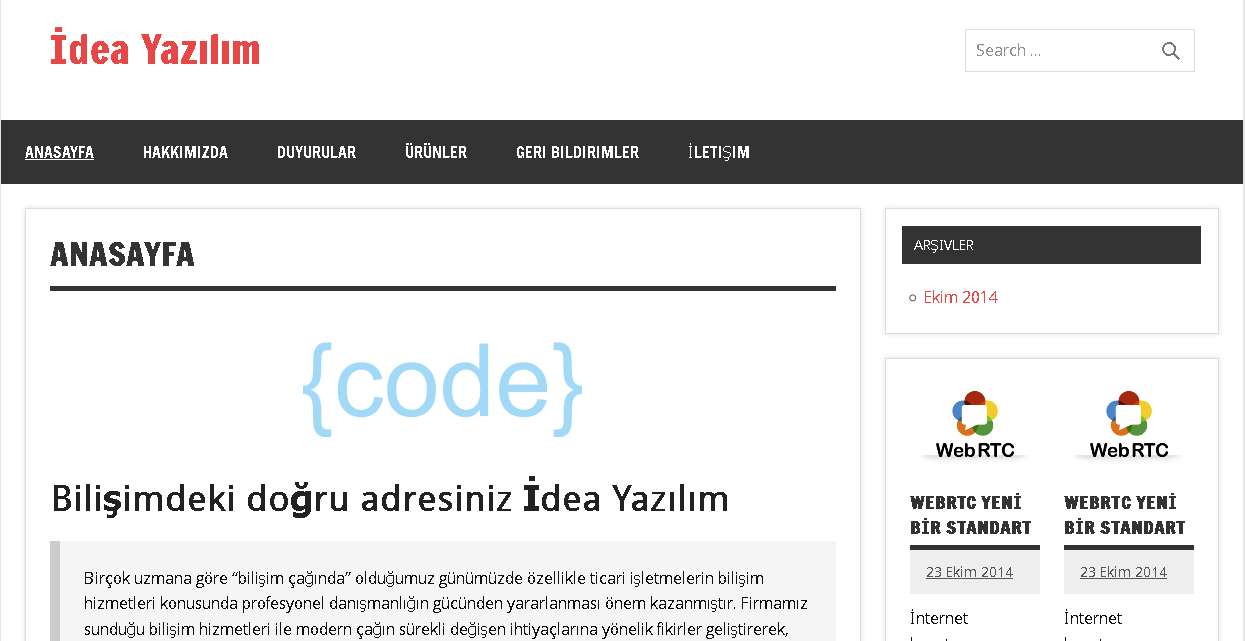 İdea Yazılım
Search ...
ANASAYFA
HAKKIMIZDA
DUYURULAR
ÜRÜNLER
GERI BILDIRIMLER
İLETIŞIM
ANASAYFA
{code}
Bilişimdeki doğru adresiniz İdea Yazılım
Birçok uzmana göre “bilişim çağında” olduğumuz günümüzde özellikle ticari işletmelerin bilişim
hizmetleri konusunda profesyonel danışmanlığın gücünden yararlanması önem kazanmıştır. Firmamız
sunduğu bilişim hizmetleri ile modern çağın sürekli değişen ihtiyaçlarına yönelik fikirler geliştirerek,
ARŞIVLER
Ekim 2014
WebRTC
WEBRTC YENİ
BİR STANDART
23 Ekim 2014
İnternet
WebRTC
WEBRTC YENİ
BİR STANDART
23 Ekim 2014
İnternet